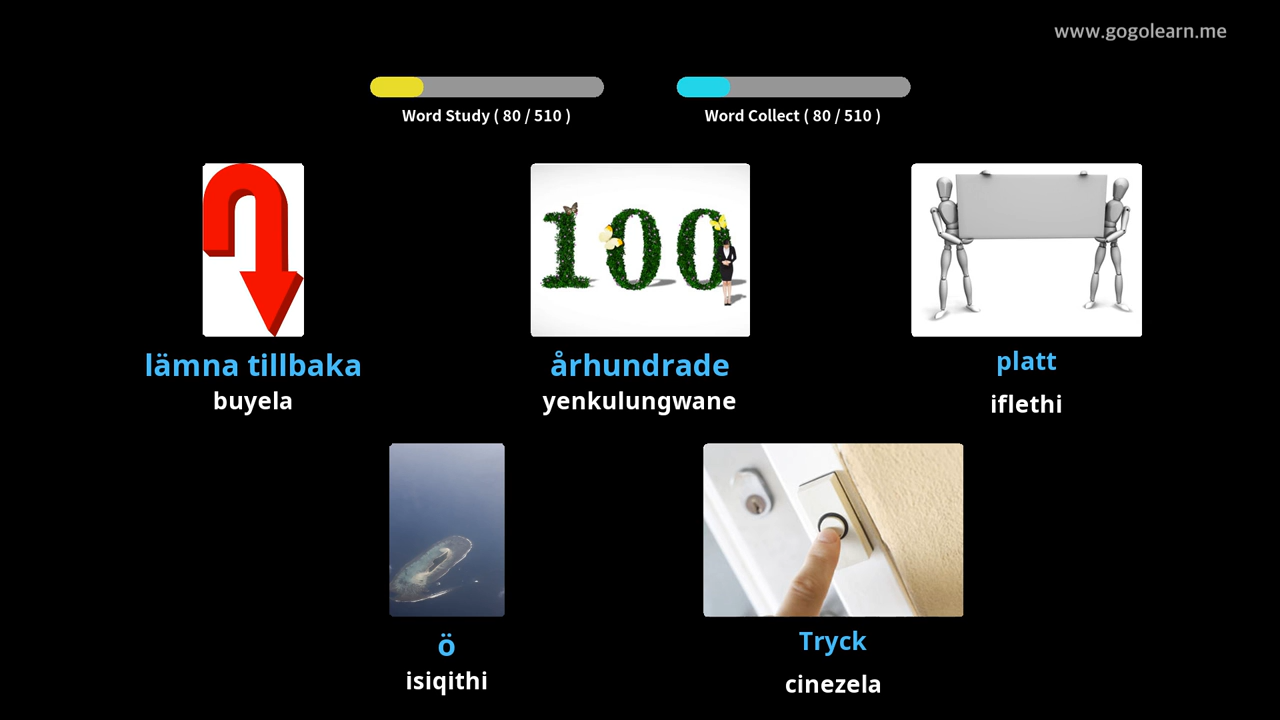 www.gogolearn.me
Word Study ( 80 / 510 )
Word Collect ( 80 / 510 )
100
lämna tillbaka
buyela
århundrade
yenkulungwane
platt
iflethi
ö
isiqithi
Tryck
cinezela